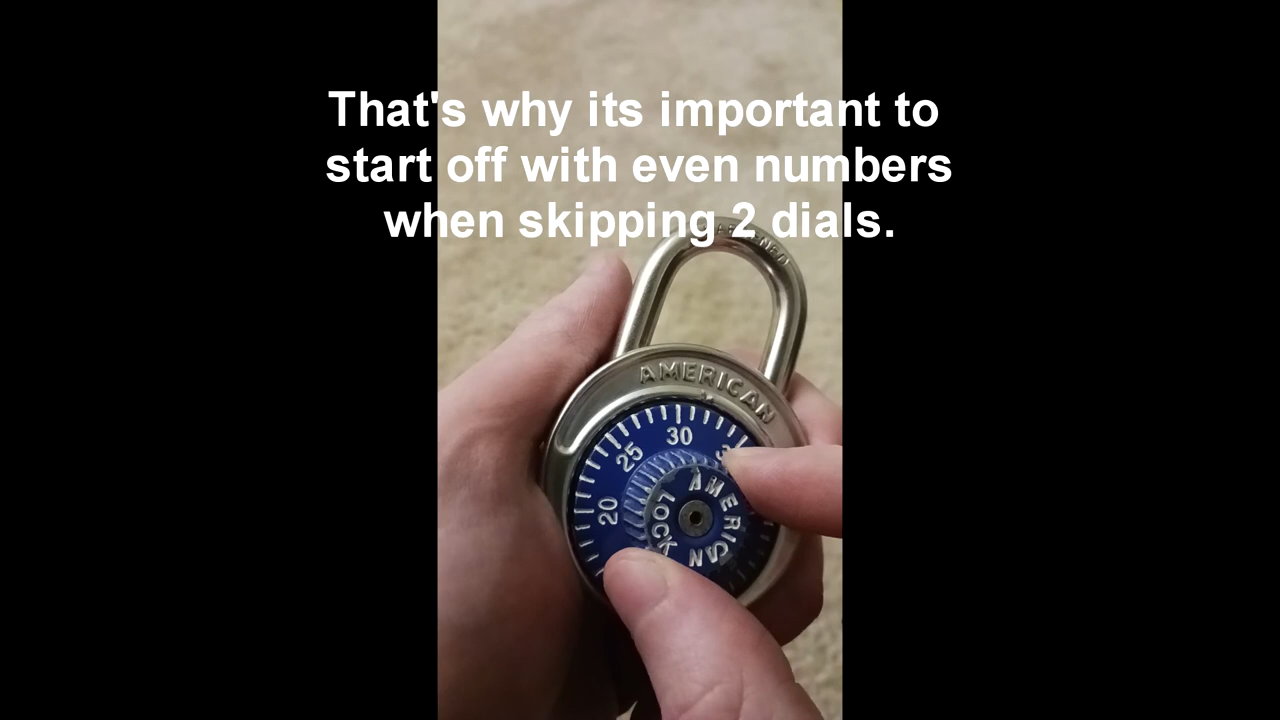 That's why its important to
start off with even numbers
when skipping 2 dials.
AMERICAN
30
25
20
AMERICAN
LOCK